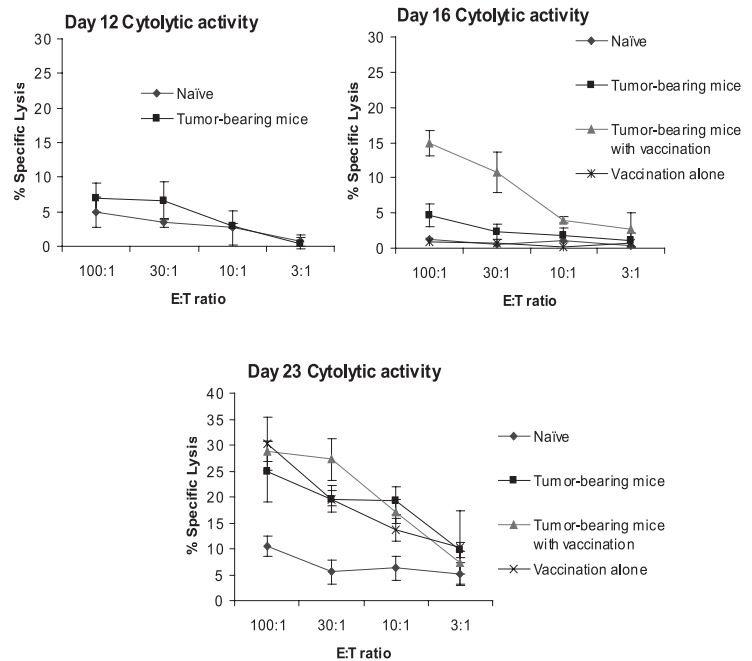 Day 12 Cytolytic activity
30
25
20
15
10
5
0
% Specific Lysis
Naïve
Tumor-bearing mice
100:1 30:1 10:1 3:1
E:T ratio
Day 16 Cytolytic activity
30
25
20
15
10
5
0
% Specific Lysis
Naïve
Tumor-bearing mice
Tumor-bearing mice
with vaccination
Vaccination alone
100:1 30:1 10:1 3:1
E:T ratio
Day 23 Cytolytic activity
40
35
30
25
20
15
10
5
0
% Specific Lysis
Naïve
Tumor-bearing mice
Tumor-bearing mice
with vaccination
Vaccination alone
100:1 30:1 10:1 3:1
E:T ratio